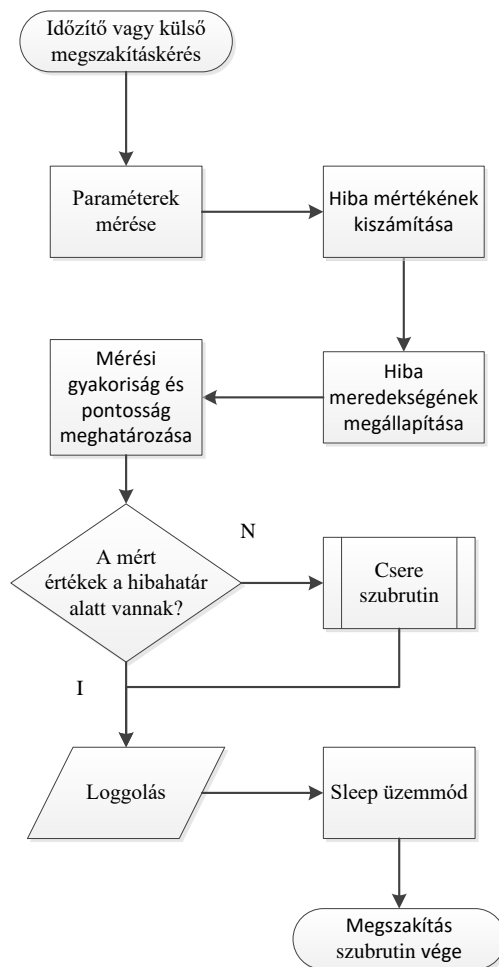 Időzítő vagy külső
megszakításkérés
Paraméterek
mérése
Hiba mértékének
kiszámítása
Hiba
meredekségének
megállapítása
Mérési
gyakoriság és
pontosság
meghatározása
A mért
értékek a hibahatár
alatt vannak?
N
Csere
szubrutin
I
Loggolás
Sleep üzemmód
Megszakítás
szubrutin vége